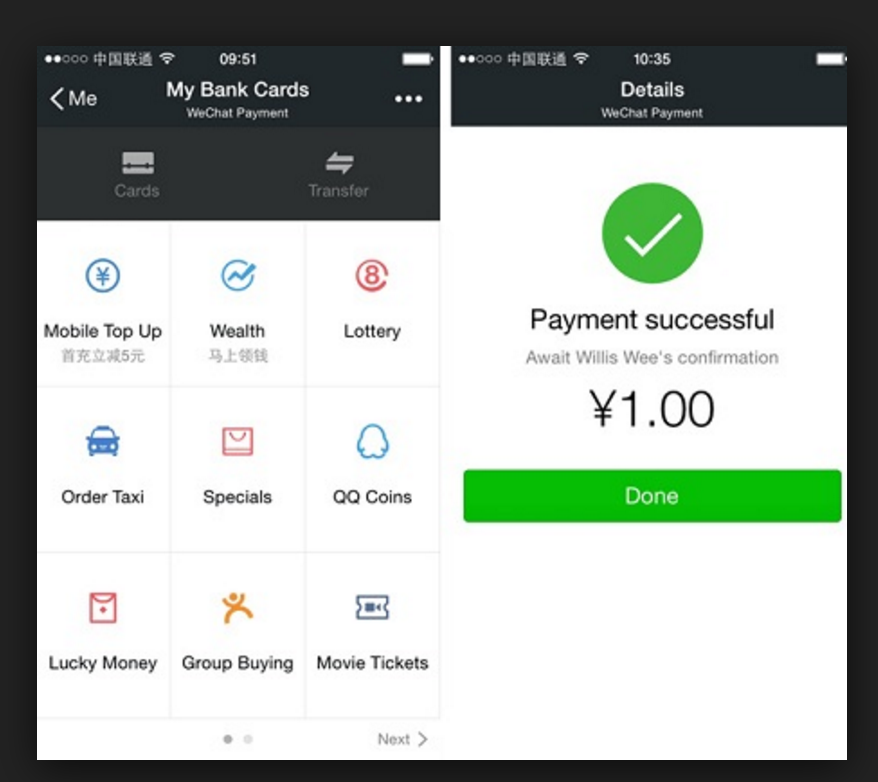 中国联通 09:51
Me My Bank Cards
WeChat Payment
Cards Transfer
Mobile Top Up Wealth Lottery
首充立减5元 马上领钱
Order Taxi Specials QQ Coins
Lucky Money Group Buying Movie Tickets
Next
中国联通 10:35
Details
WeChat Payment
Payment successful
Await Willis Wee's confirmation
¥1.00
Done